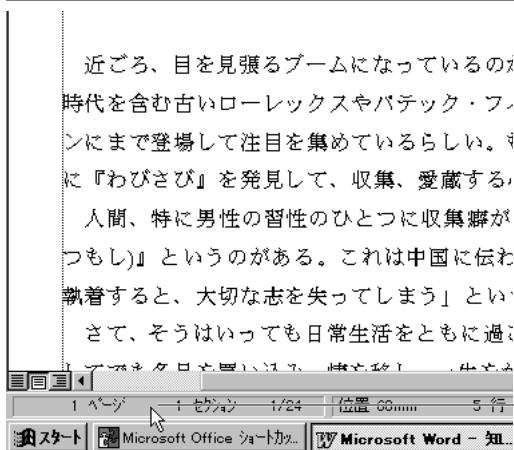 近ごろ、目を見張るブームになっているの
時代を含む古いローレックスやパテック・フ
ンにまで登場して注目を集めているらしい。
に『わびさび』を発見して、収集、愛蔵する
人間、特に男性の習性のひとつに収集癖が
つもし)』というのがある。これは中国に伝わ
執着すると、大切な志を失ってしまう」とい
さて、そうはいっても日常生活をともに過
1 ページ 1 セクション 1/24 位置 68mm 5 行
スタート Microsoft Office ショートカッ... Microsoft Word - 知...